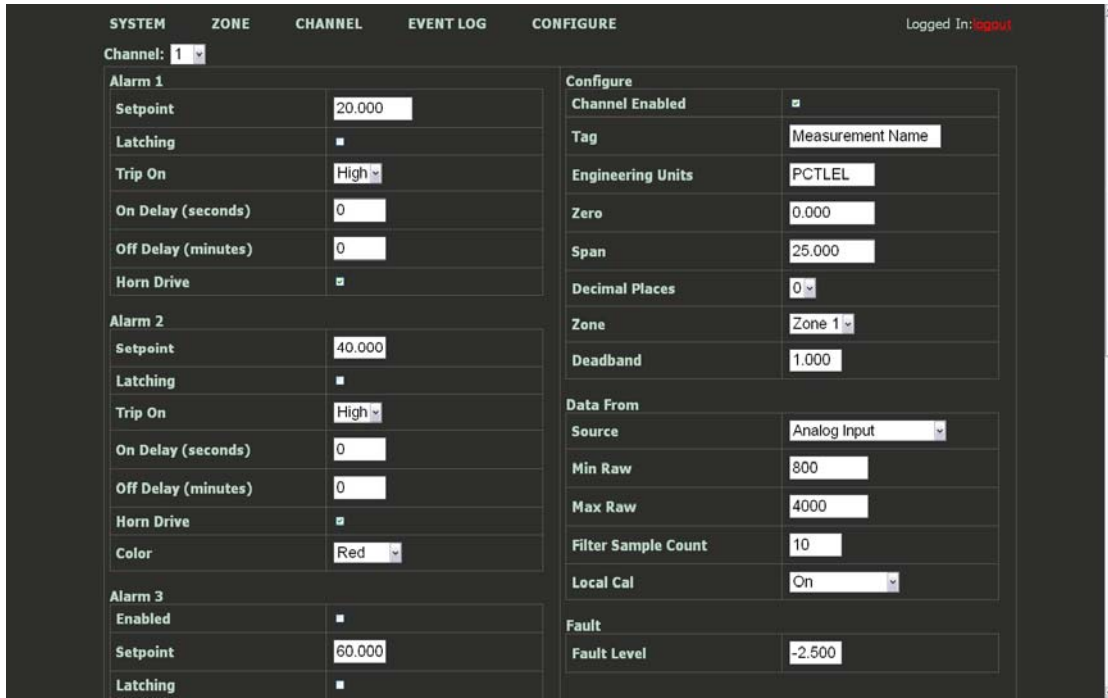 SYSTEM ZONE CHANNEL EVENT LOG CONFIGURE Logged In:logout
Channel: 1
Alarm 1
Setpoint 20.000
Latching
Trip On High
On Delay (seconds) 0
Off Delay (minutes) 0
Horn Drive
Alarm 2
Setpoint 40.000
Latching
Trip On High
On Delay (seconds) 0
Off Delay (minutes) 0
Horn Drive
Color Red
Alarm 3
Enabled
Setpoint 60.000
Latching
Configure
Channel Enabled
Tag Measurement Name
Engineering Units PCTLEL
Zero 0.000
Span 25.000
Decimal Places 0
Zone Zone 1
Deadband 1.000
Data From
Source Analog Input
Min Raw 800
Max Raw 4000
Filter Sample Count 10
Local Cal On
Fault
Fault Level -2.500